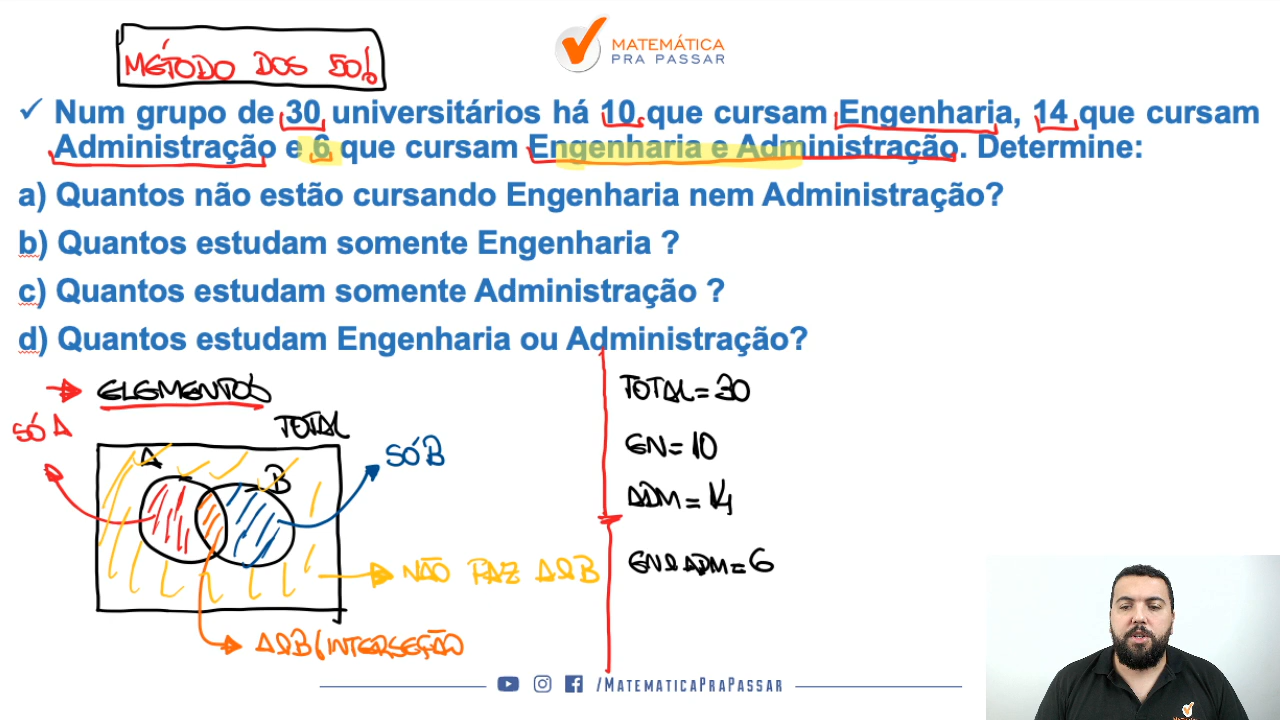 MÉTODO DOS 50!
MATEMÁTICA
PRA PASSAR
✓ Num grupo de 30 universitários há 10 que cursam Engenharia, 14 que cursam
Administração e 6 que cursam Engenharia e Administração. Determine:
a) Quantos não estão cursando Engenharia nem Administração?
b) Quantos estudam somente Engenharia ?
c) Quantos estudam somente Administração ?
d) Quantos estudam Engenharia ou Administração?
ELEMENTOS
SÓ A
TOTAL
A
B
SÓ B
NÃO FAZ A e B
A e B/INTERSEÇÃO
TOTAL = 30
EN = 10
ADM = 14
EN e ADM = 6
/MATEMATICAPRAPASSAR